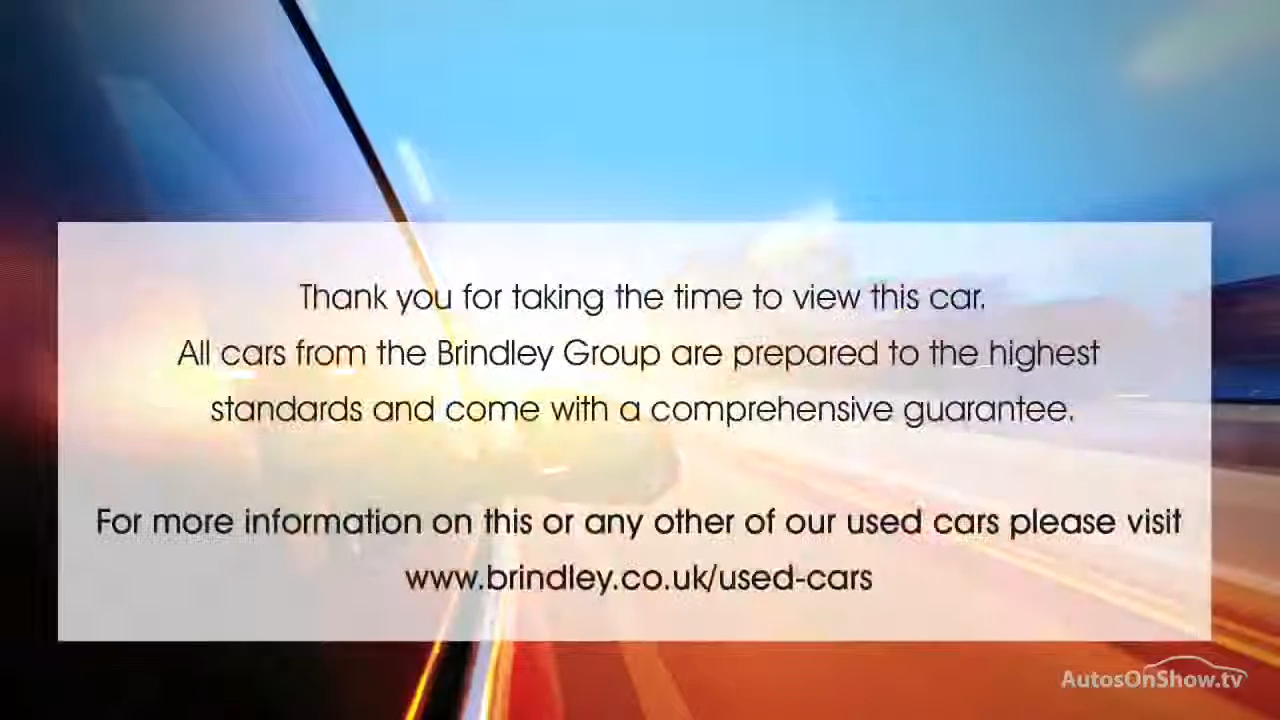 Thank you for taking the time to view this car.
All cars from the Brindley Group are prepared to the highest
standards and come with a comprehensive guarantee.
For more information on this or any other of our used cars please visit
www.brindley.co.uk/used-cars
AutosOnShow.tv